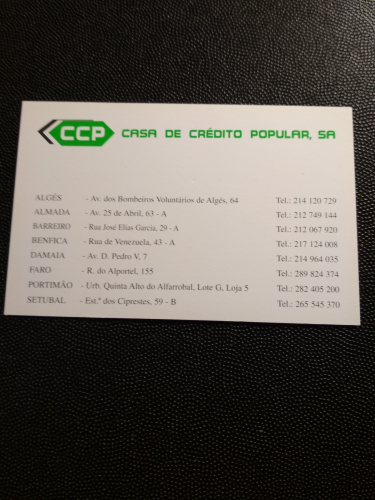 CCP CASA DE CRÉDITO POPULAR, SA
ALGÉS - Av. dos Bombeiros Voluntários de Algés, 64 Tel.: 214 120 729
ALMADA - Av. 25 de Abril, 63 - A Tel.: 212 749 144
BARREIRO - Rua José Elias Garcia, 29 - A Tel.: 212 067 920
BENFICA - Rua de Venezuela, 43 - A Tel.: 217 124 008
DAMAIA - Av. D. Pedro V, 7 Tel.: 214 964 035
FARO - R. do Alportel, 155 Tel.: 289 824 374
PORTIMÃO - Urb. Quinta Alto do Alfarrobal, Lote G, Loja 5 Tel.: 282 405 200
SETUBAL - Est.ª dos Ciprestes, 59 - B Tel.: 265 545 370